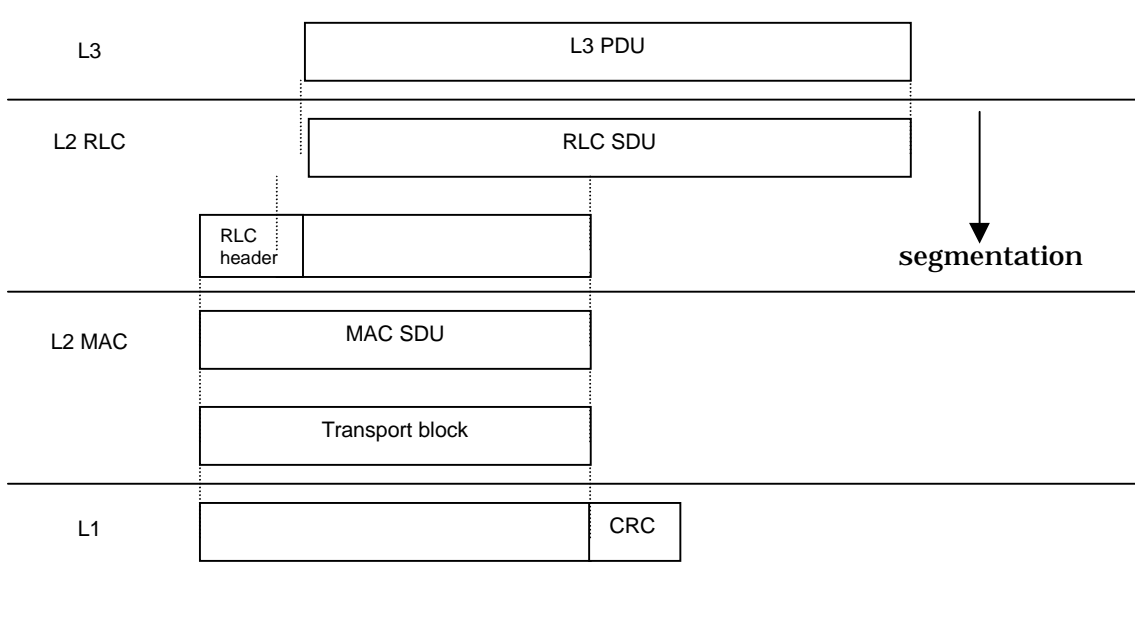 L3
L3 PDU
L2 RLC
RLC SDU
RLC
header
segmentation
L2 MAC
MAC SDU
Transport block
L1
CRC